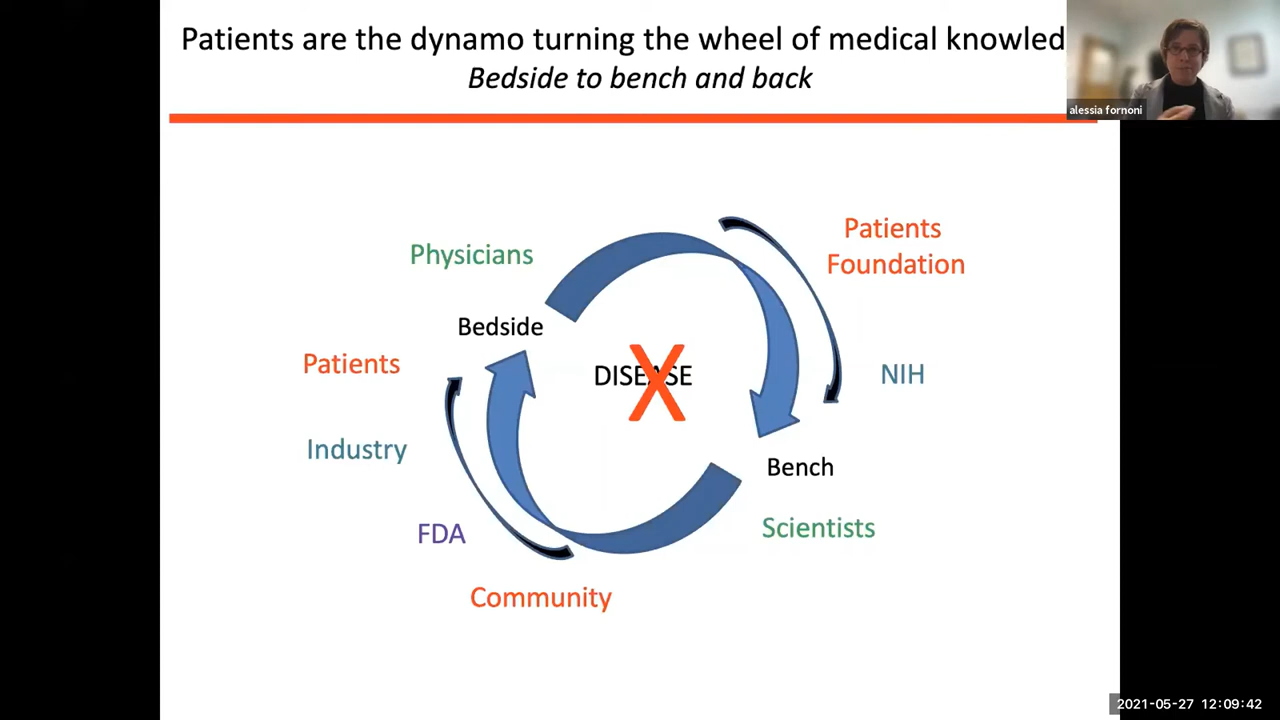 Patients are the dynamo turning the wheel of medical knowled
Bedside to bench and back
alessia fornoni
Patients
Foundation
Physicians
Bedside
Patients
DISEASE
X
NIH
Industry
Bench
Scientists
FDA
Community
2021-05-27 12:09:42